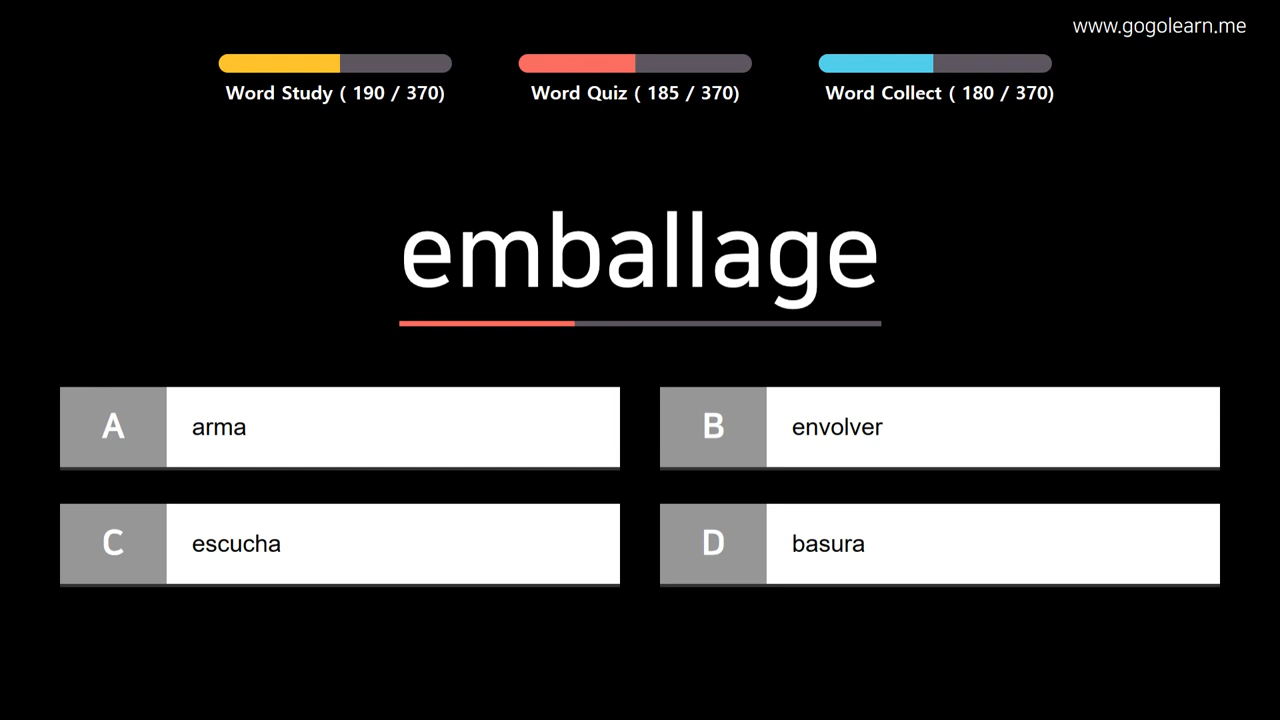 www.gogolearn.me
Word Study ( 190 / 370)
Word Quiz ( 185 / 370)
Word Collect ( 180 / 370)
emballage
A arma
B envolver
C escucha
D basura